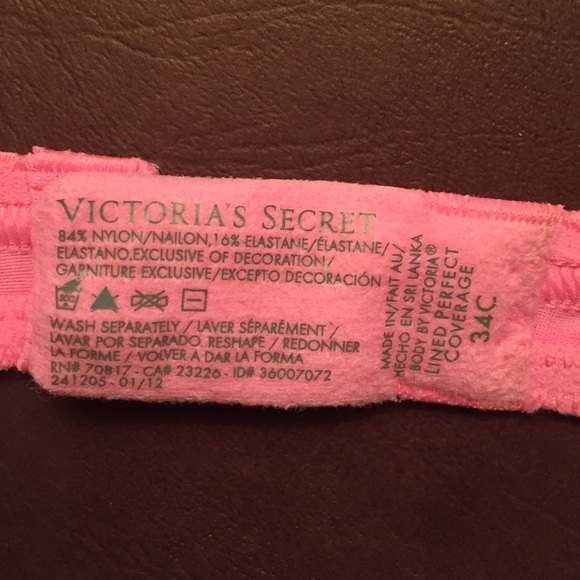 VICTORIA'S SECRET
84% NYLON/NAILON,16% ELASTANE/ÉLASTANE/
ELASTANO,EXCLUSIVE OF DECORATION/
GARNITURE EXCLUSIVE/EXCEPTO DECORACIÓN
WASH SEPARATELY / LAVER SÉPARÉMENT /
LAVAR POR SEPARADO. RESHAPE / REDONNER
LA FORME / VOLVER A DAR LA FORMA
RN# 70817 - CA# 23226 - ID# 36007072
241205 - 01/12
MADE IN/FAIT AU/
HECHO EN SRI LANKA
BODY BY VICTORIA®
LINED PERFECT
COVERAGE
34C